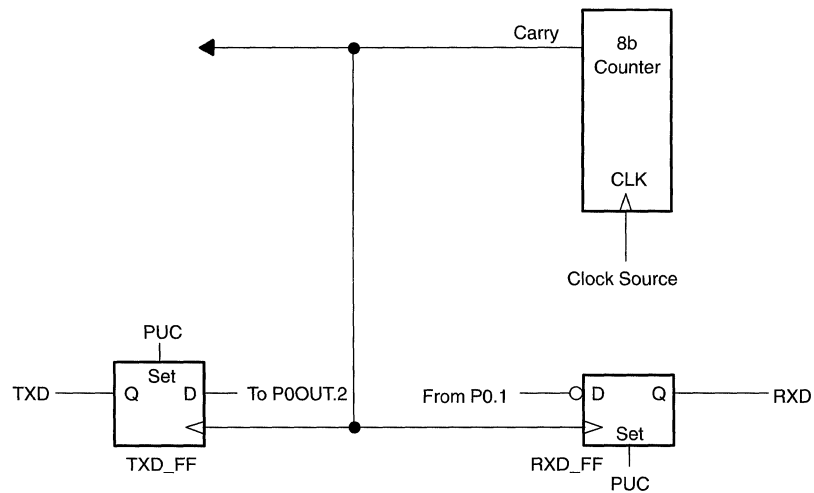 Carry
8b
Counter
CLK
Clock Source
PUC
Set
TXD
Q
D
To P0OUT.2
TXD_FF
From P0.1
D
Q
RXD
Set
RXD_FF
PUC